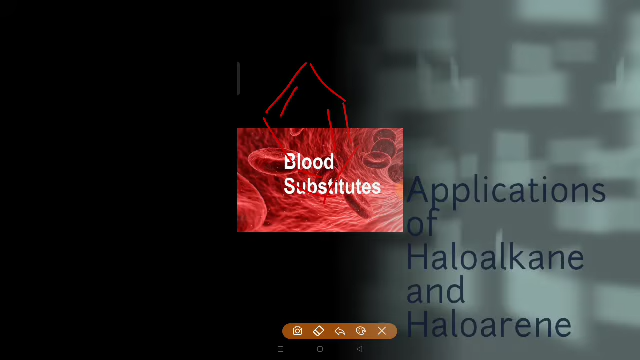 Blood
Substitutes
Applications
of
Haloalkane
and
Haloarene